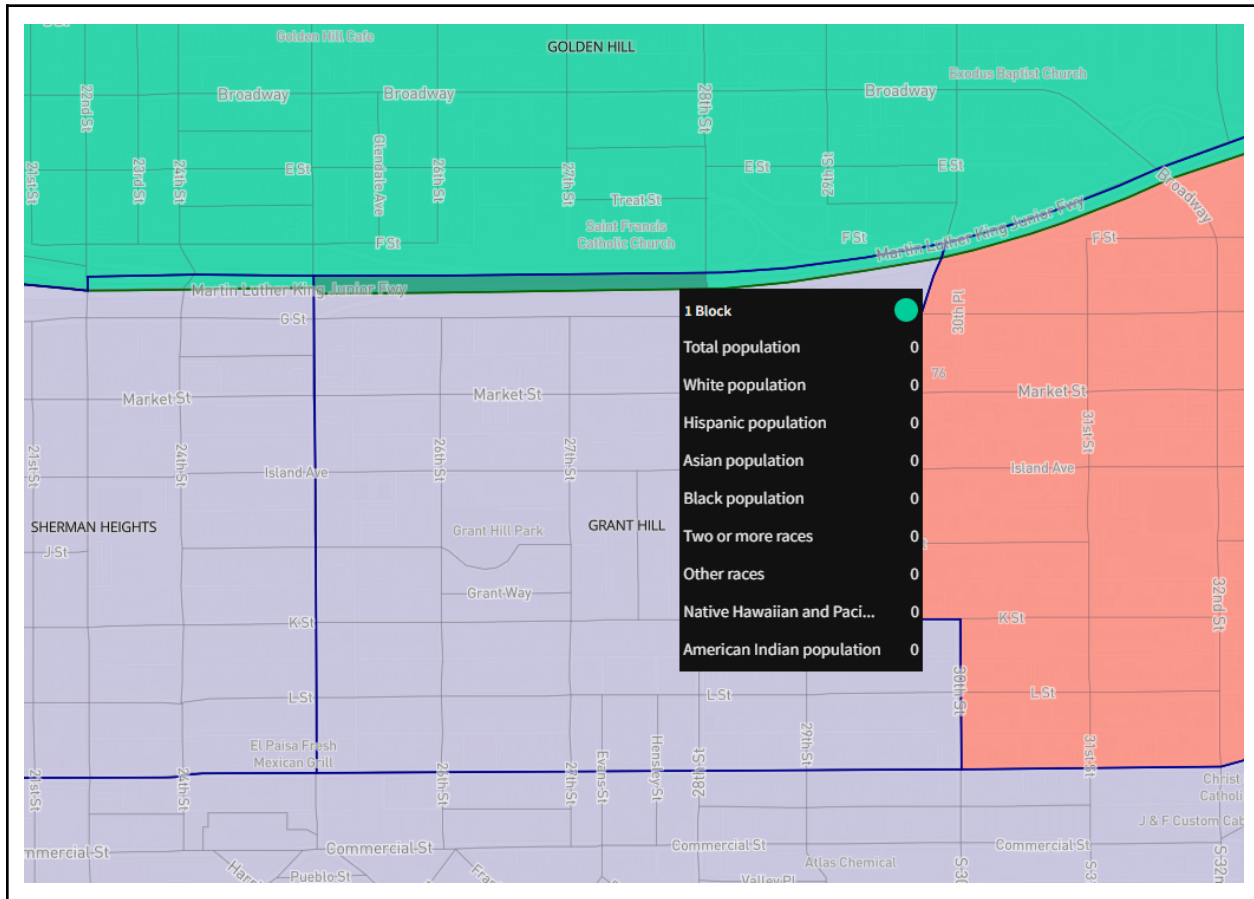 Golden Hill Cafe
GOLDEN HILL
Exodus Baptist Church
22nd St
Broadway
Broadway
28th St
Broadway
21st St
23rd St
24th St
E St
Glendale Ave
26th St
27th St
E St
29th St
E St
Broadway
Treat St
Saint Francis
Catholic Church
F St
F St
Martin Luther King Junior Fwy
F St
Martin Luther King Junior Fwy
G St
30th Pl
1 Block
Total population 0
White population 0
Hispanic population 0
Asian population 0
Black population 0
Two or more races 0
Other races 0
Native Hawaiian and Paci... 0
American Indian population 0
76
Market St
Market St
Market St
21st St
24th St
Island Ave
26th St
27th St
31st St
Island Ave
SHERMAN HEIGHTS
Grant Hill Park
GRANT HILL
J St
Grant Way
32nd St
K St
K St
L St
L St
30th St
L St
El Paisa Fresh
Mexican Grill
21st St
24th St
26th St
27th St
Evans St
Hensley St
28th St
29th St
31st St
Christ
Catholi
J & F Custom Cab
mmercial St
Commercial St
Commercial St
Commercial St
Atlas Chemical
Harri
Pueblo St
Fra
Valley Pl
S 30
S 3
S 32n